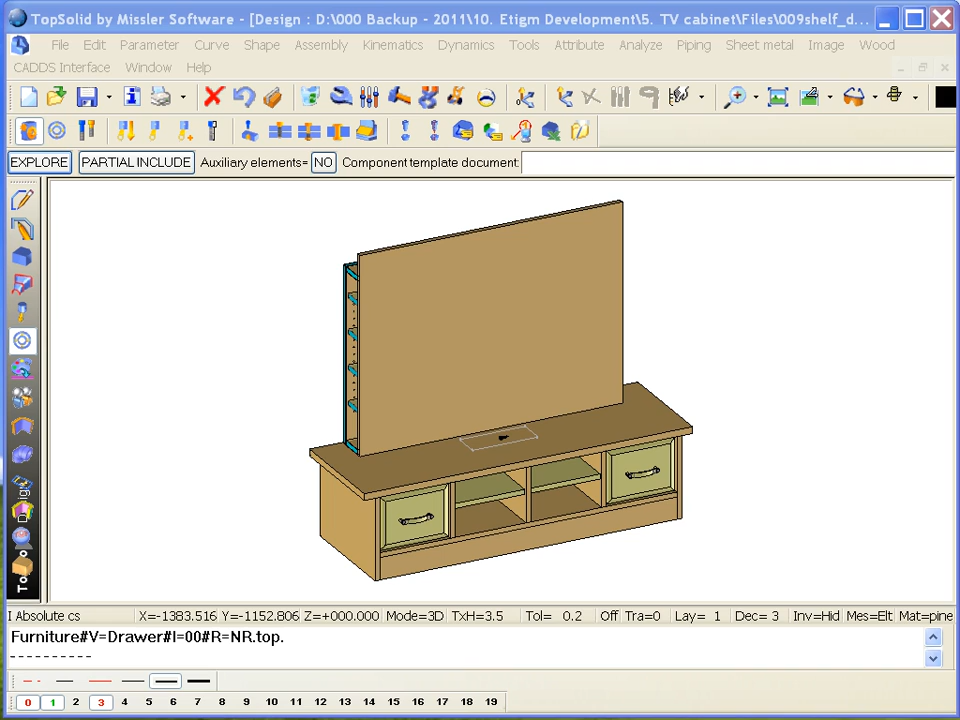 TopSolid by Missler Software - [Design : D:\000 Backup - 2011\10. Etigm Development\5. TV cabinet\Files\009shelf_d...
File Edit Parameter Curve Shape Assembly Kinematics Dynamics Tools Attribute Analyze Piping Sheet metal Image Wood
CADDS Interface Window Help
EXPLORE PARTIAL INCLUDE Auxiliary elements= NO Component template document:
I Absolute cs X=-1383.516 Y=-1152.806 Z=+000.000 Mode=3D TxH=3.5 Tol= 0.2 Off Tra=0 Lay= 1 Dec= 3 Inv=Hid Mes=Elt Mat=pine
Furniture#V=Drawer#I=00#R=NR.top.
----------
0 1 2 3 4 5 6 7 8 9 10 11 12 13 14 15 16 17 18 19